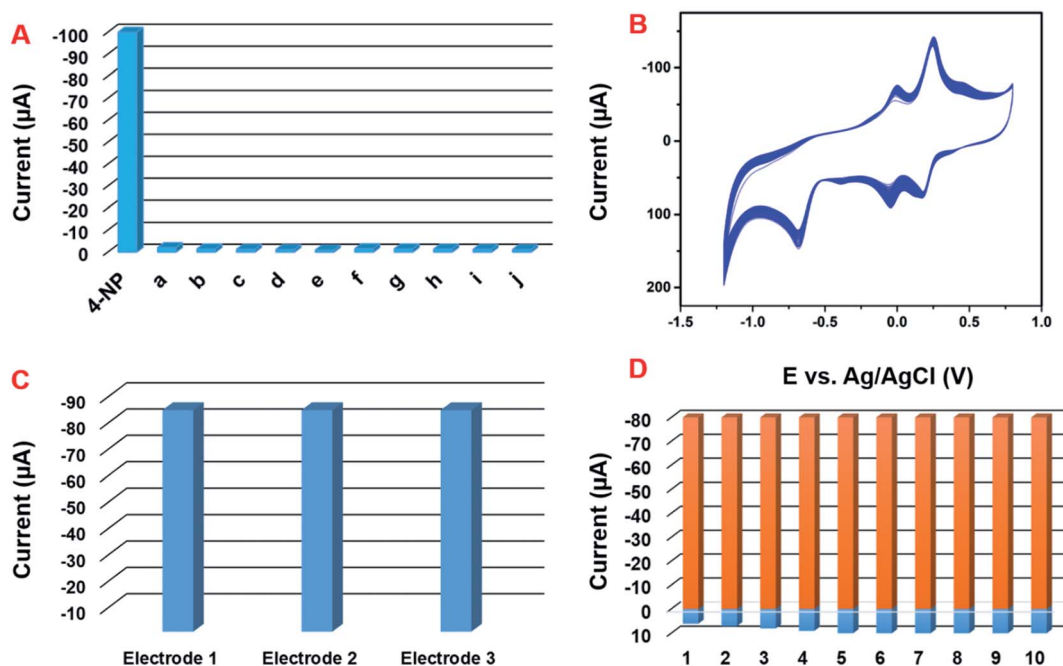 A
Current (µA)
-100
-90
-80
-70
-60
-50
-40
-30
-20
-10
0
4-NP a b c d e f g h i j
B
Current (µA)
-100
0
100
200
-1.5 -1.0 -0.5 0.0 0.5 1.0
E vs. Ag/AgCl (V)
C
Current (µA)
-90
-80
-70
-60
-50
-40
-30
-20
-10
Electrode 1 Electrode 2 Electrode 3
D
Current (µA)
-80
-70
-60
-50
-40
-30
-20
-10
0
10
1 2 3 4 5 6 7 8 9 10